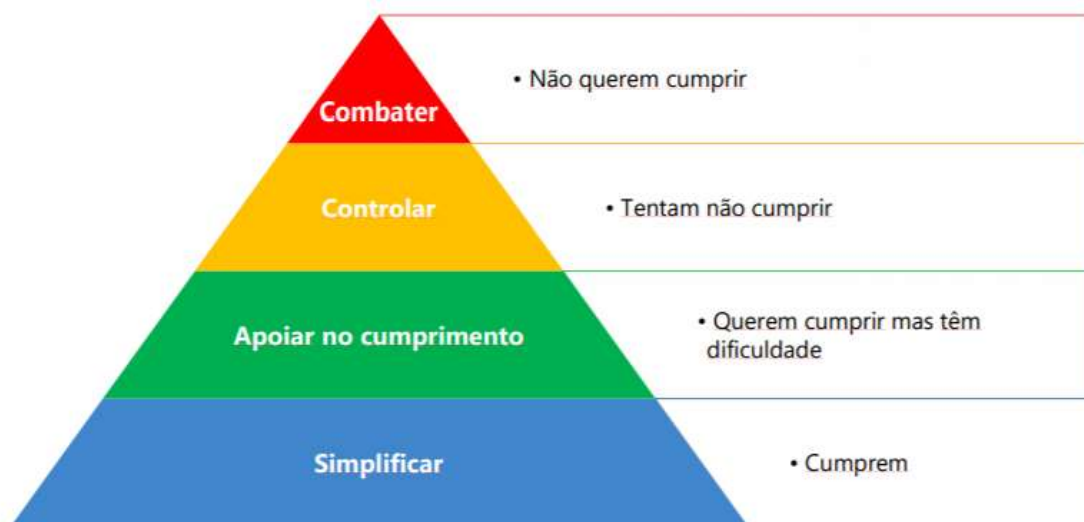 Combater
• Não querem cumprir
Controlar
• Tentam não cumprir
Apoiar no cumprimento
• Querem cumprir mas têm
dificuldade
Simplificar
• Cumprem